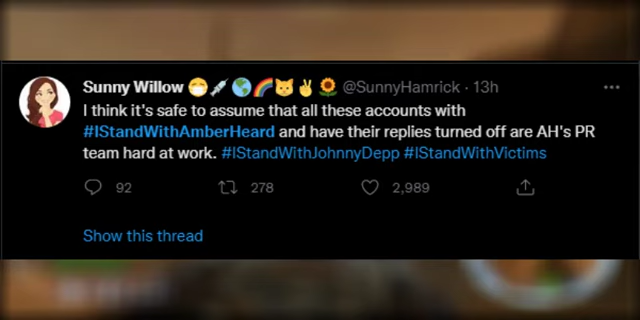 Sunny Willow 😷💉🌎🌈🐱✌️🌻 @SunnyHamrick · 13h
I think it's safe to assume that all these accounts with
#IStandWithAmberHeard and have their replies turned off are AH's PR
team hard at work. #IStandWithJohnnyDepp #IStandWithVictims
92 278 2,989
Show this thread